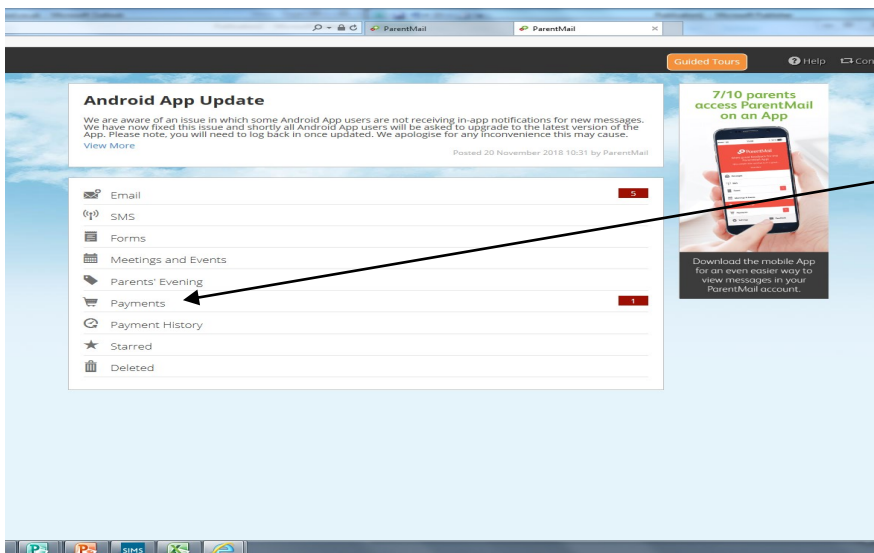 ParentMail
ParentMail
Guided Tours
Help
Android App Update
We are aware of an issue in which some Android App users are not receiving in-app notifications for new messages.
We have now fixed this issue and shortly all Android App users will be asked to upgrade to the latest version of the
App. Please note, you will need to log back in once updated. We apologise for any inconvenience this may cause.
View More
Posted 20 November 2018 10:31 by ParentMail
Email 5
SMS
Forms
Meetings and Events
Parents' Evening
Payments 1
Payment History
Starred
Deleted
7/10 parents
access ParentMail
on an App
ParentMail
Download the mobile App
for an even easier way to
view messages in your
ParentMail account.
SIMS